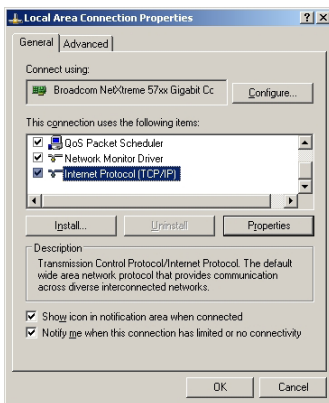 Local Area Connection Properties
General
Advanced
Connect using:
Broadcom NetXtreme 57xx Gigabit Cc
Configure...
This connection uses the following items:
QoS Packet Scheduler
Network Monitor Driver
Internet Protocol (TCP/IP)
Install...
Uninstall
Properties
Description
Transmission Control Protocol/Internet Protocol. The default
wide area network protocol that provides communication
across diverse interconnected networks.
Show icon in notification area when connected
Notify me when this connection has limited or no connectivity
OK
Cancel